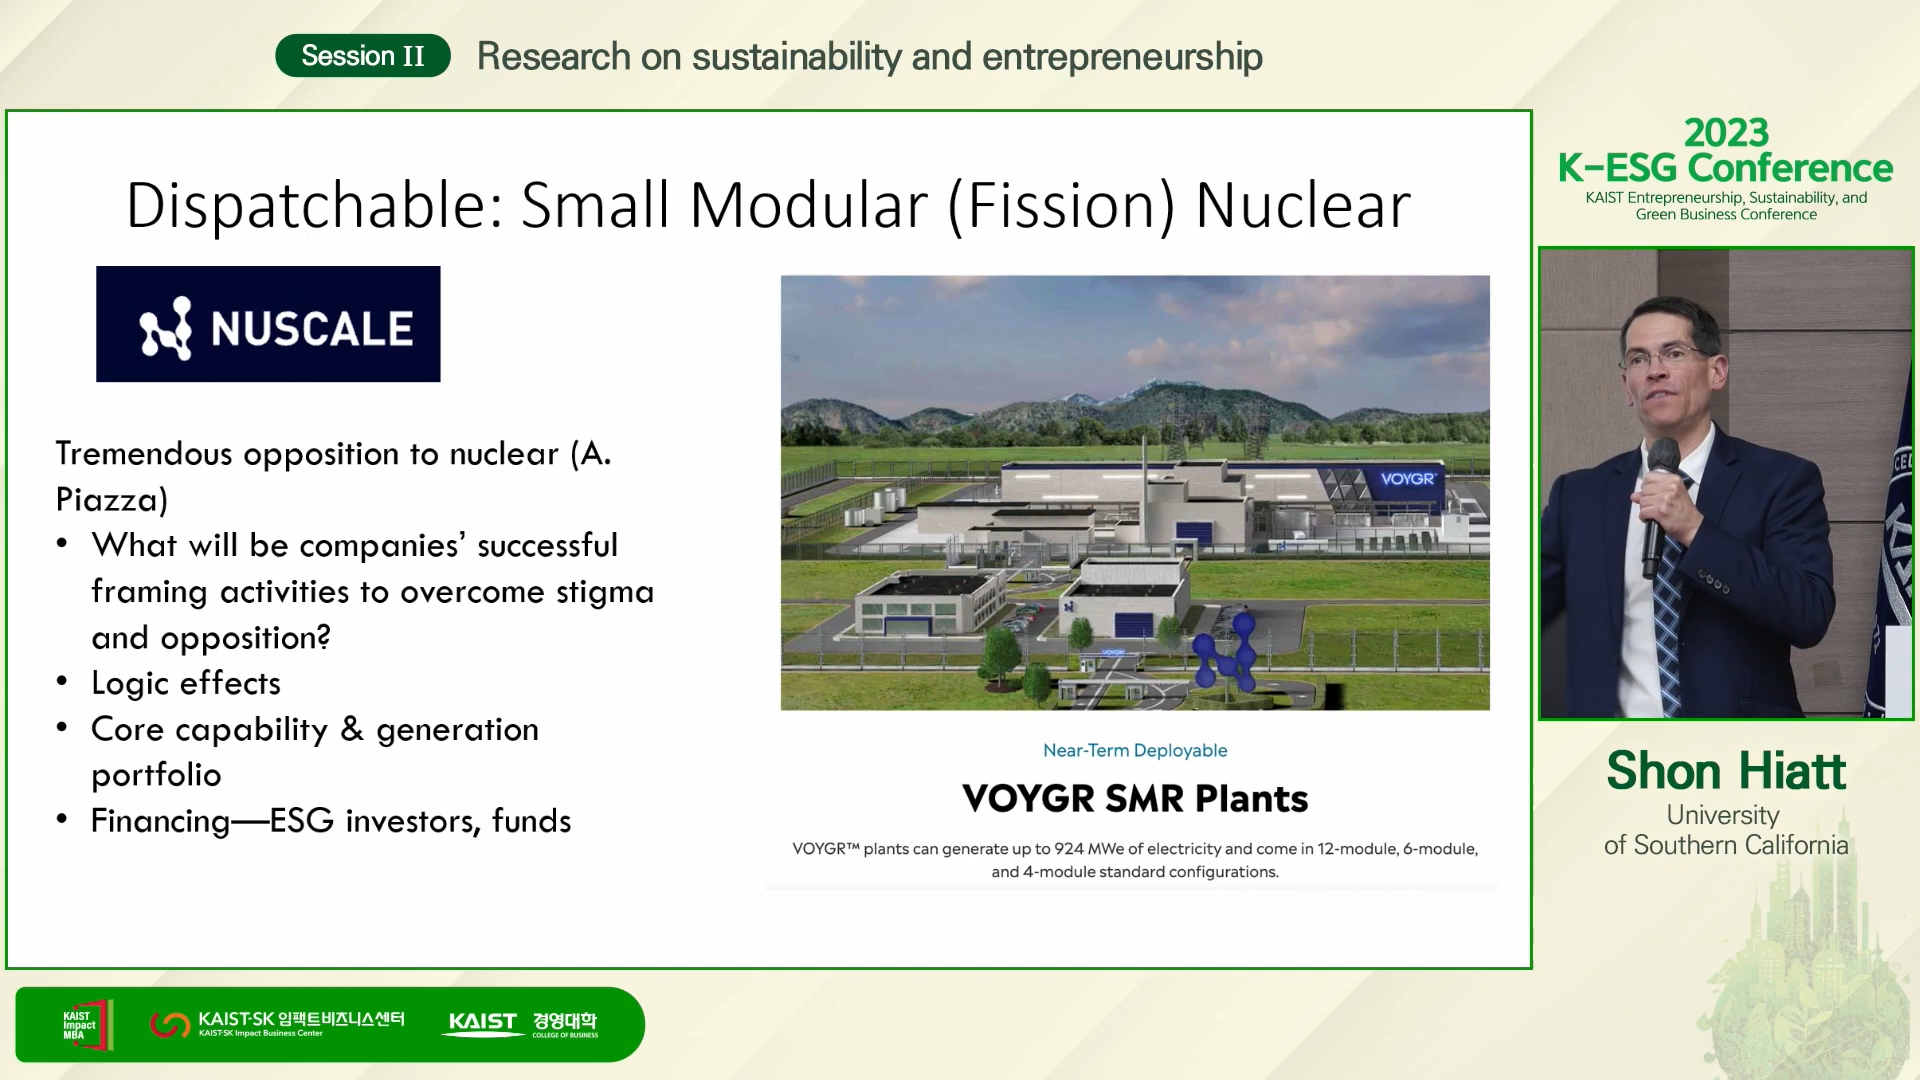 Session II
Research on sustainability and entrepreneurship
2023
K-ESG Conference
KAIST Entrepreneurship, Sustainability, and
Green Business Conference
Dispatchable: Small Modular (Fission) Nuclear
NUSCALE
Tremendous opposition to nuclear (A.
Piazza)
• What will be companies’ successful
framing activities to overcome stigma
and opposition?
• Logic effects
• Core capability & generation
portfolio
• Financing—ESG investors, funds
VOYGR
Near-Term Deployable
VOYGR SMR Plants
VOYGR™ plants can generate up to 924 MWe of electricity and come in 12-module, 6-module,
and 4-module standard configurations.
Shon Hiatt
University
of Southern California
KAIST
Impact
MBA
KAIST-SK 임팩트비즈니스센터
KAIST-SK Impact Business Center
KAIST 경영대학
COLLEGE OF BUSINESS